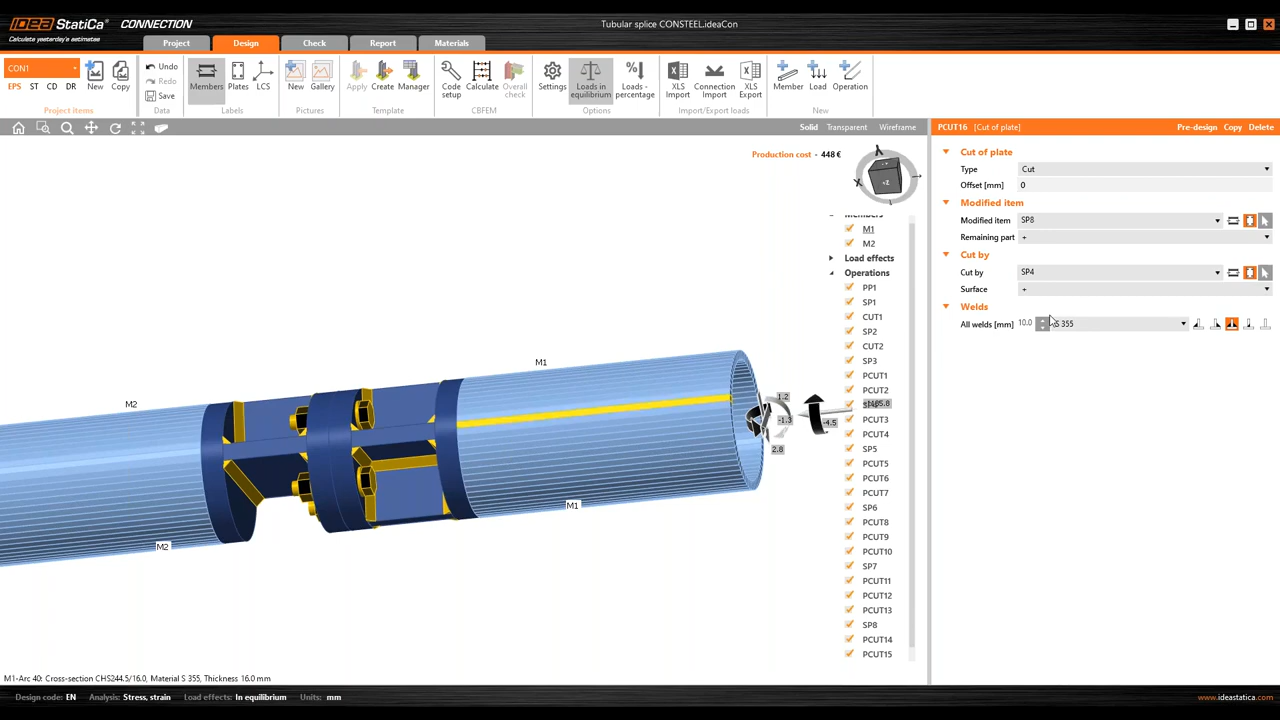 IDEA StatiCa® CONNECTION
Calculate yesterday's estimates
Tubular splice CONSTEEL.ideaCon
Project
Design
Check
Report
Materials
CON1
EPS ST CD DR
New
Copy
Project items
Undo
Redo
Save
Data
Members
Plates
LCS
Labels
New
Gallery
Pictures
Apply
Create
Manager
Template
Code setup
Calculate
Overall check
CBFEM
Settings
Loads in equilibrium
Loads - percentage
Options
XLS Import
Connection Import
XLS Export
Import/Export loads
Member
Load
Operation
New
Solid Transparent Wireframe
Production cost - 448 €
Members
M1
M2
Load effects
Operations
PP1
SP1
CUT1
SP2
CUT2
SP3
PCUT1
PCUT2
PCUT3
PCUT4
SP5
PCUT5
PCUT6
PCUT7
SP6
PCUT8
PCUT9
PCUT10
SP7
PCUT11
PCUT12
PCUT13
SP8
PCUT14
PCUT15
M1
M2
M1
M2
1.2
-1.3
2.8
-4.5
PCUT16 [Cut of plate]
Pre-design Copy Delete
Cut of plate
Type Cut
Offset [mm] 0
Modified item
Modified item SP8
Remaining part +
Cut by
Cut by SP4
Surface +
Welds
All welds [mm] 10.0 S 355
M1-Arc 40: Cross-section CHS244.5/16.0, Material S 355, Thickness 16.0 mm
Design code: EN Analysis: Stress, strain Load effects: In equilibrium Units: mm
www.ideastatica.com